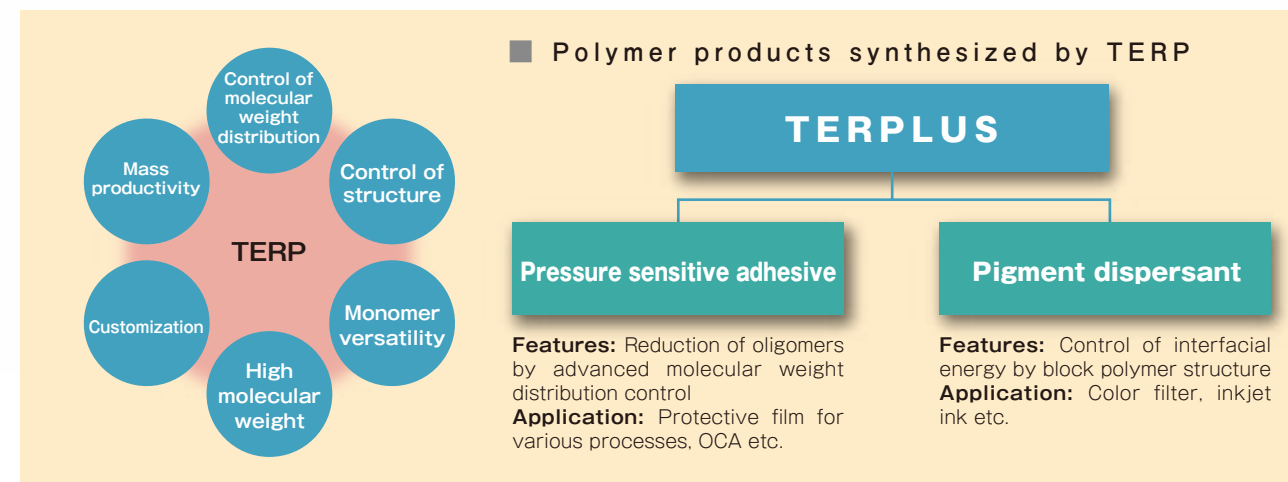 Control of
molecular
weight
distribution
Mass
productivity
Control of
structure
TERP
Customization
Monomer
versatility
High
molecular
weight
■ Polymer products synthesized by TERP
TERPLUS
Pressure sensitive adhesive
Features: Reduction of oligomers
by advanced molecular weight
distribution control
Application: Protective film for
various processes, OCA etc.
Pigment dispersant
Features: Control of interfacial
energy by block polymer structure
Application: Color filter, inkjet
ink etc.